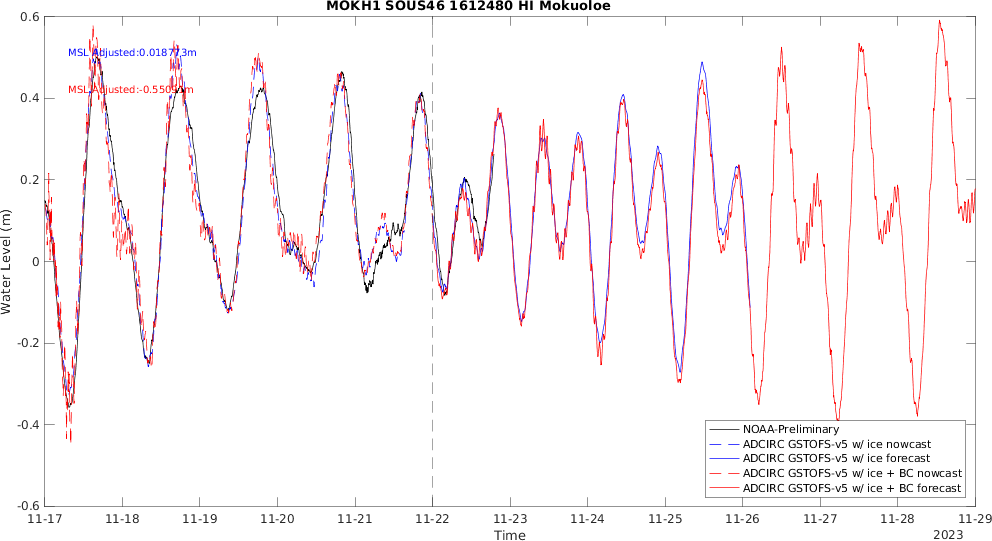 MOKH1 SOUS46 1612480 HI Mokuoloe
MSL Adjusted:0.018773m
MSL Adjusted:-0.550
0.6
0.4
0.2
0
-0.2
-0.4
-0.6
Water Level (m)
NOAA-Preliminary
ADCIRC GSTOFS-v5 w/ ice nowcast
ADCIRC GSTOFS-v5 w/ ice forecast
ADCIRC GSTOFS-v5 w/ ice + BC nowcast
ADCIRC GSTOFS-v5 w/ ice + BC forecast
11-17 11-18 11-19 11-20 11-21 11-22 11-23 11-24 11-25 11-26 11-27 11-28 11-29
Time
2023